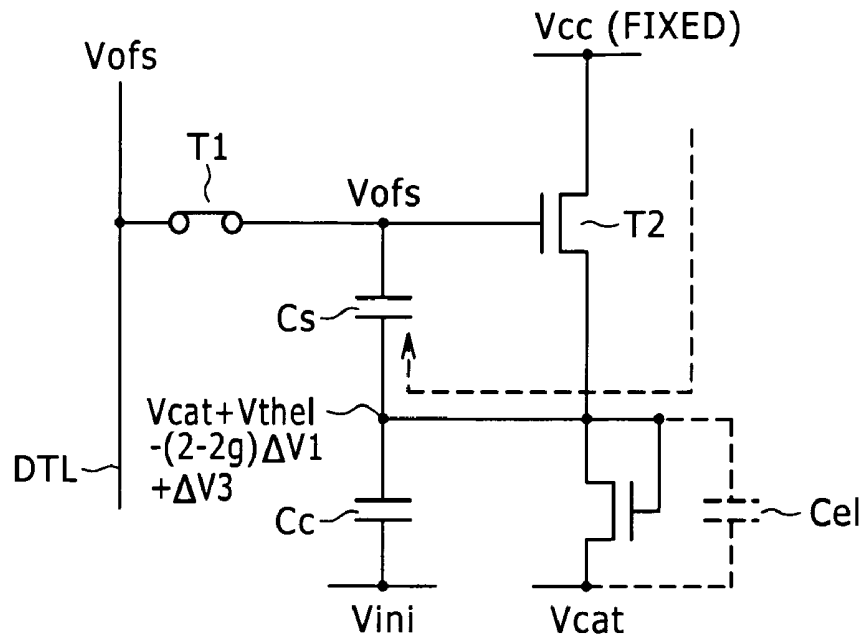 Vcc (FIXED)
Vofs
T1
Vofs
T2
Cs
Vcat+Vthel
-(2-2g)ΔV1
+ΔV3
DTL
Cc
Cel
Vini
Vcat